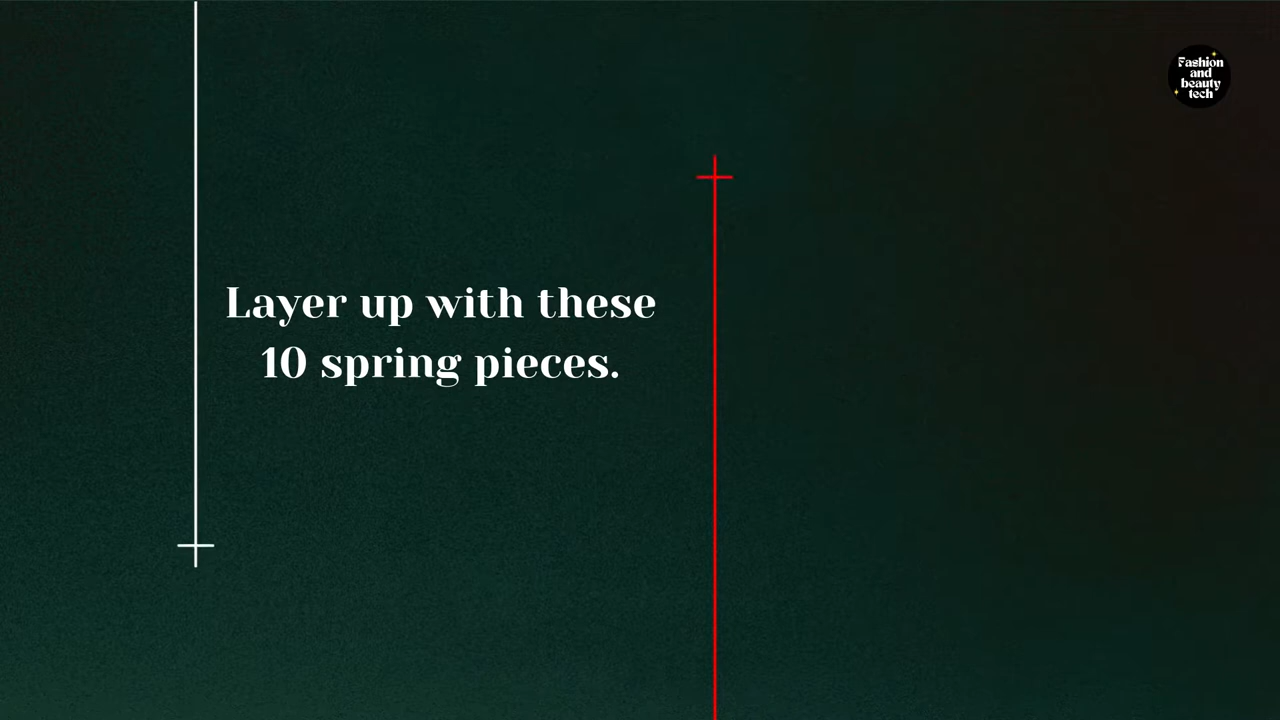 Layer up with these
10 spring pieces.
Fashion
and
beauty
tech